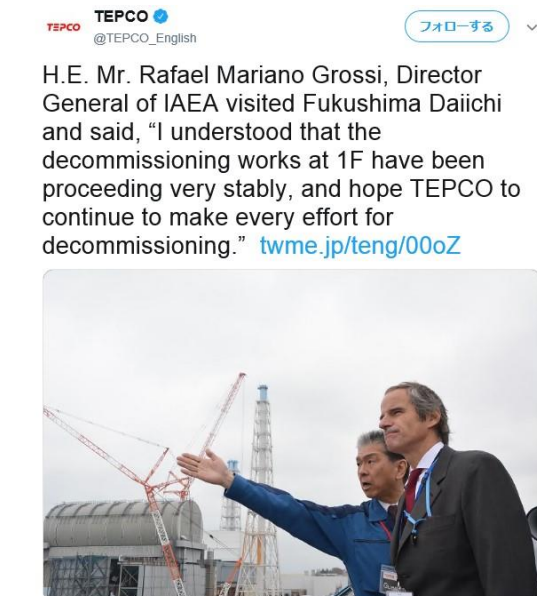 TEPCO
TEPCO
@TEPCO_English
フォローする
H.E. Mr. Rafael Mariano Grossi, Director
General of IAEA visited Fukushima Daiichi
and said, “I understood that the
decommissioning works at 1F have been
proceeding very stably, and hope TEPCO to
continue to make every effort for
decommissioning.” twme.jp/teng/00oZ